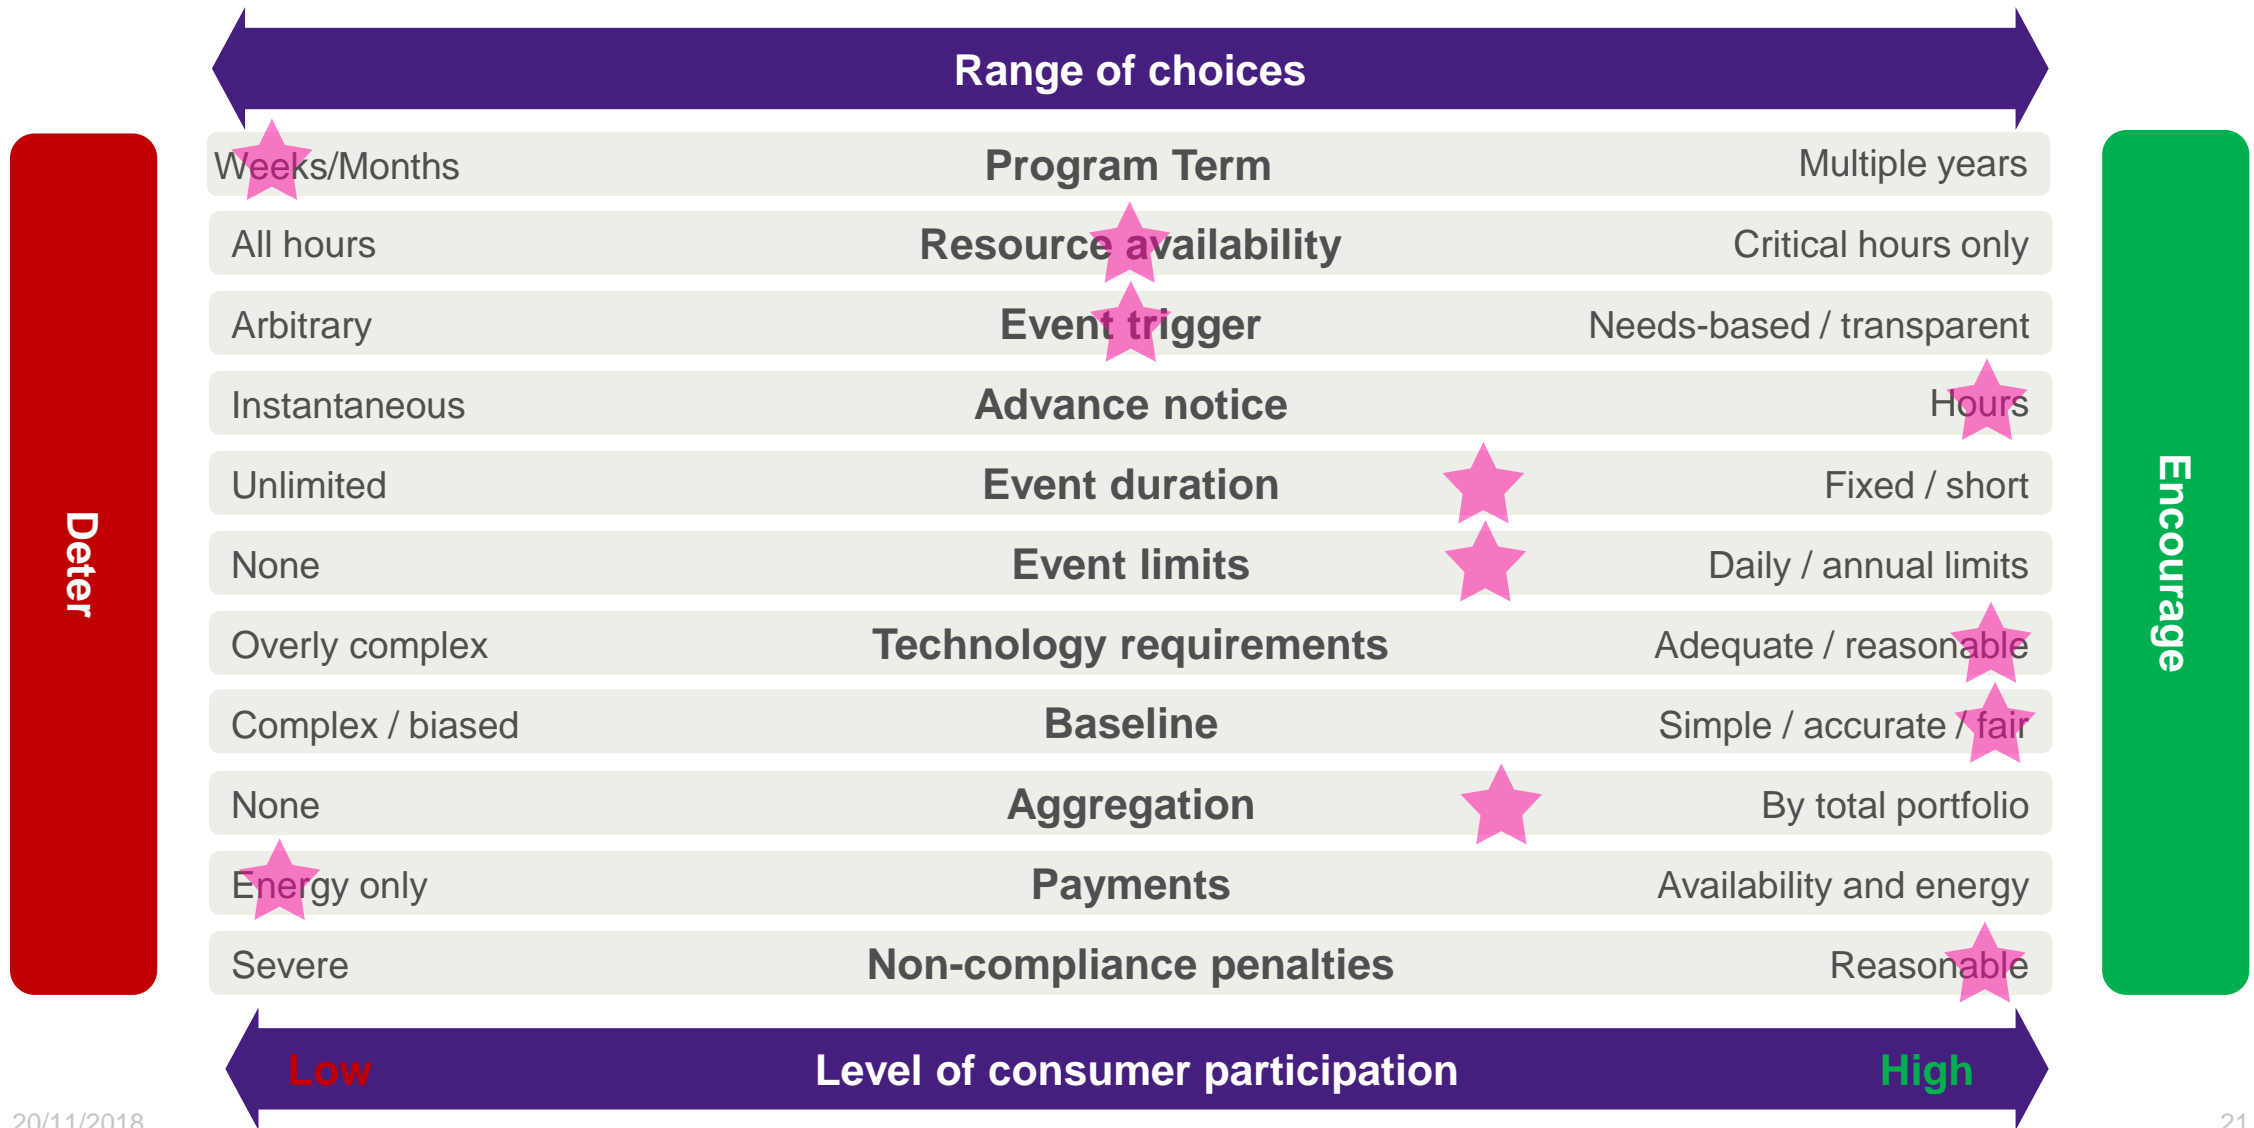 Range of choices
Deter
Weeks/Months Program Term Multiple years
All hours Resource availability Critical hours only
Arbitrary Event trigger Needs-based / transparent
Instantaneous Advance notice Hours
Unlimited Event duration Fixed / short
None Event limits Daily / annual limits
Overly complex Technology requirements Adequate / reasonable
Complex / biased Baseline Simple / accurate / fair
None Aggregation By total portfolio
Energy only Payments Availability and energy
Severe Non-compliance penalties Reasonable
Encourage
Low Level of consumer participation High
20/11/2018 21